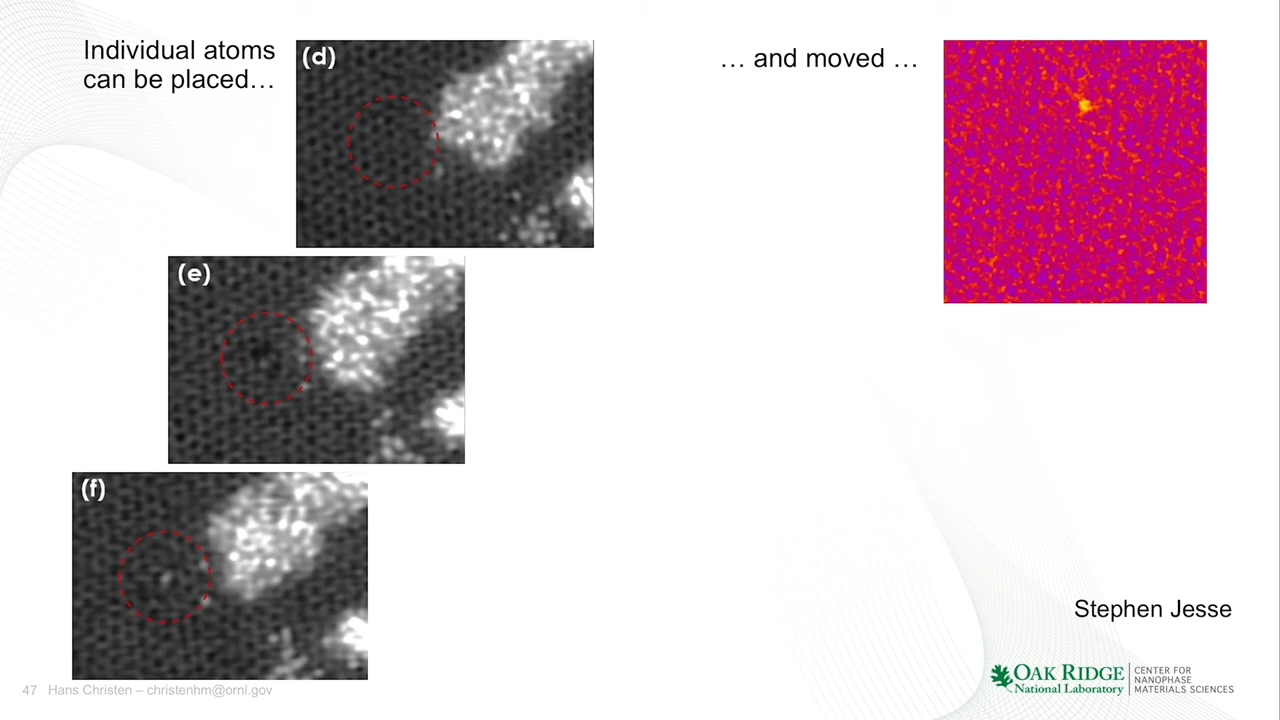 Individual atoms
can be placed…
(d)
… and moved …
(e)
(f)
Stephen Jesse
47 Hans Christen – christenhm@ornl.gov
OAK RIDGE
National Laboratory
CENTER FOR
NANOPHASE
MATERIALS SCIENCES